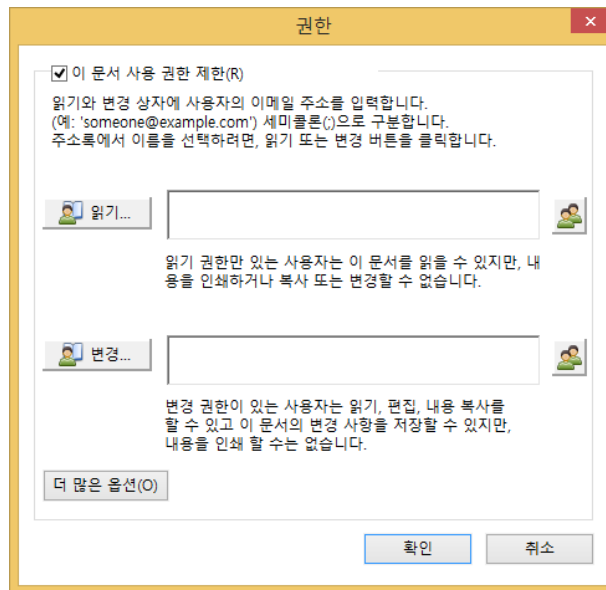 권한
이 문서 사용 권한 제한(R)
읽기와 변경 상자에 사용자의 이메일 주소를 입력합니다.
(예: 'someone@example.com') 세미콜론(;)으로 구분합니다.
주소록에서 이름을 선택하려면, 읽기 또는 변경 버튼을 클릭합니다.
읽기...
읽기 권한만 있는 사용자는 이 문서를 읽을 수 있지만, 내
용을 인쇄하거나 복사 또는 변경할 수 없습니다.
변경...
변경 권한이 있는 사용자는 읽기, 편집, 내용 복사를
할 수 있고 이 문서의 변경 사항을 저장할 수 있지만,
내용을 인쇄 할 수는 없습니다.
더 많은 옵션(O)
확인
취소